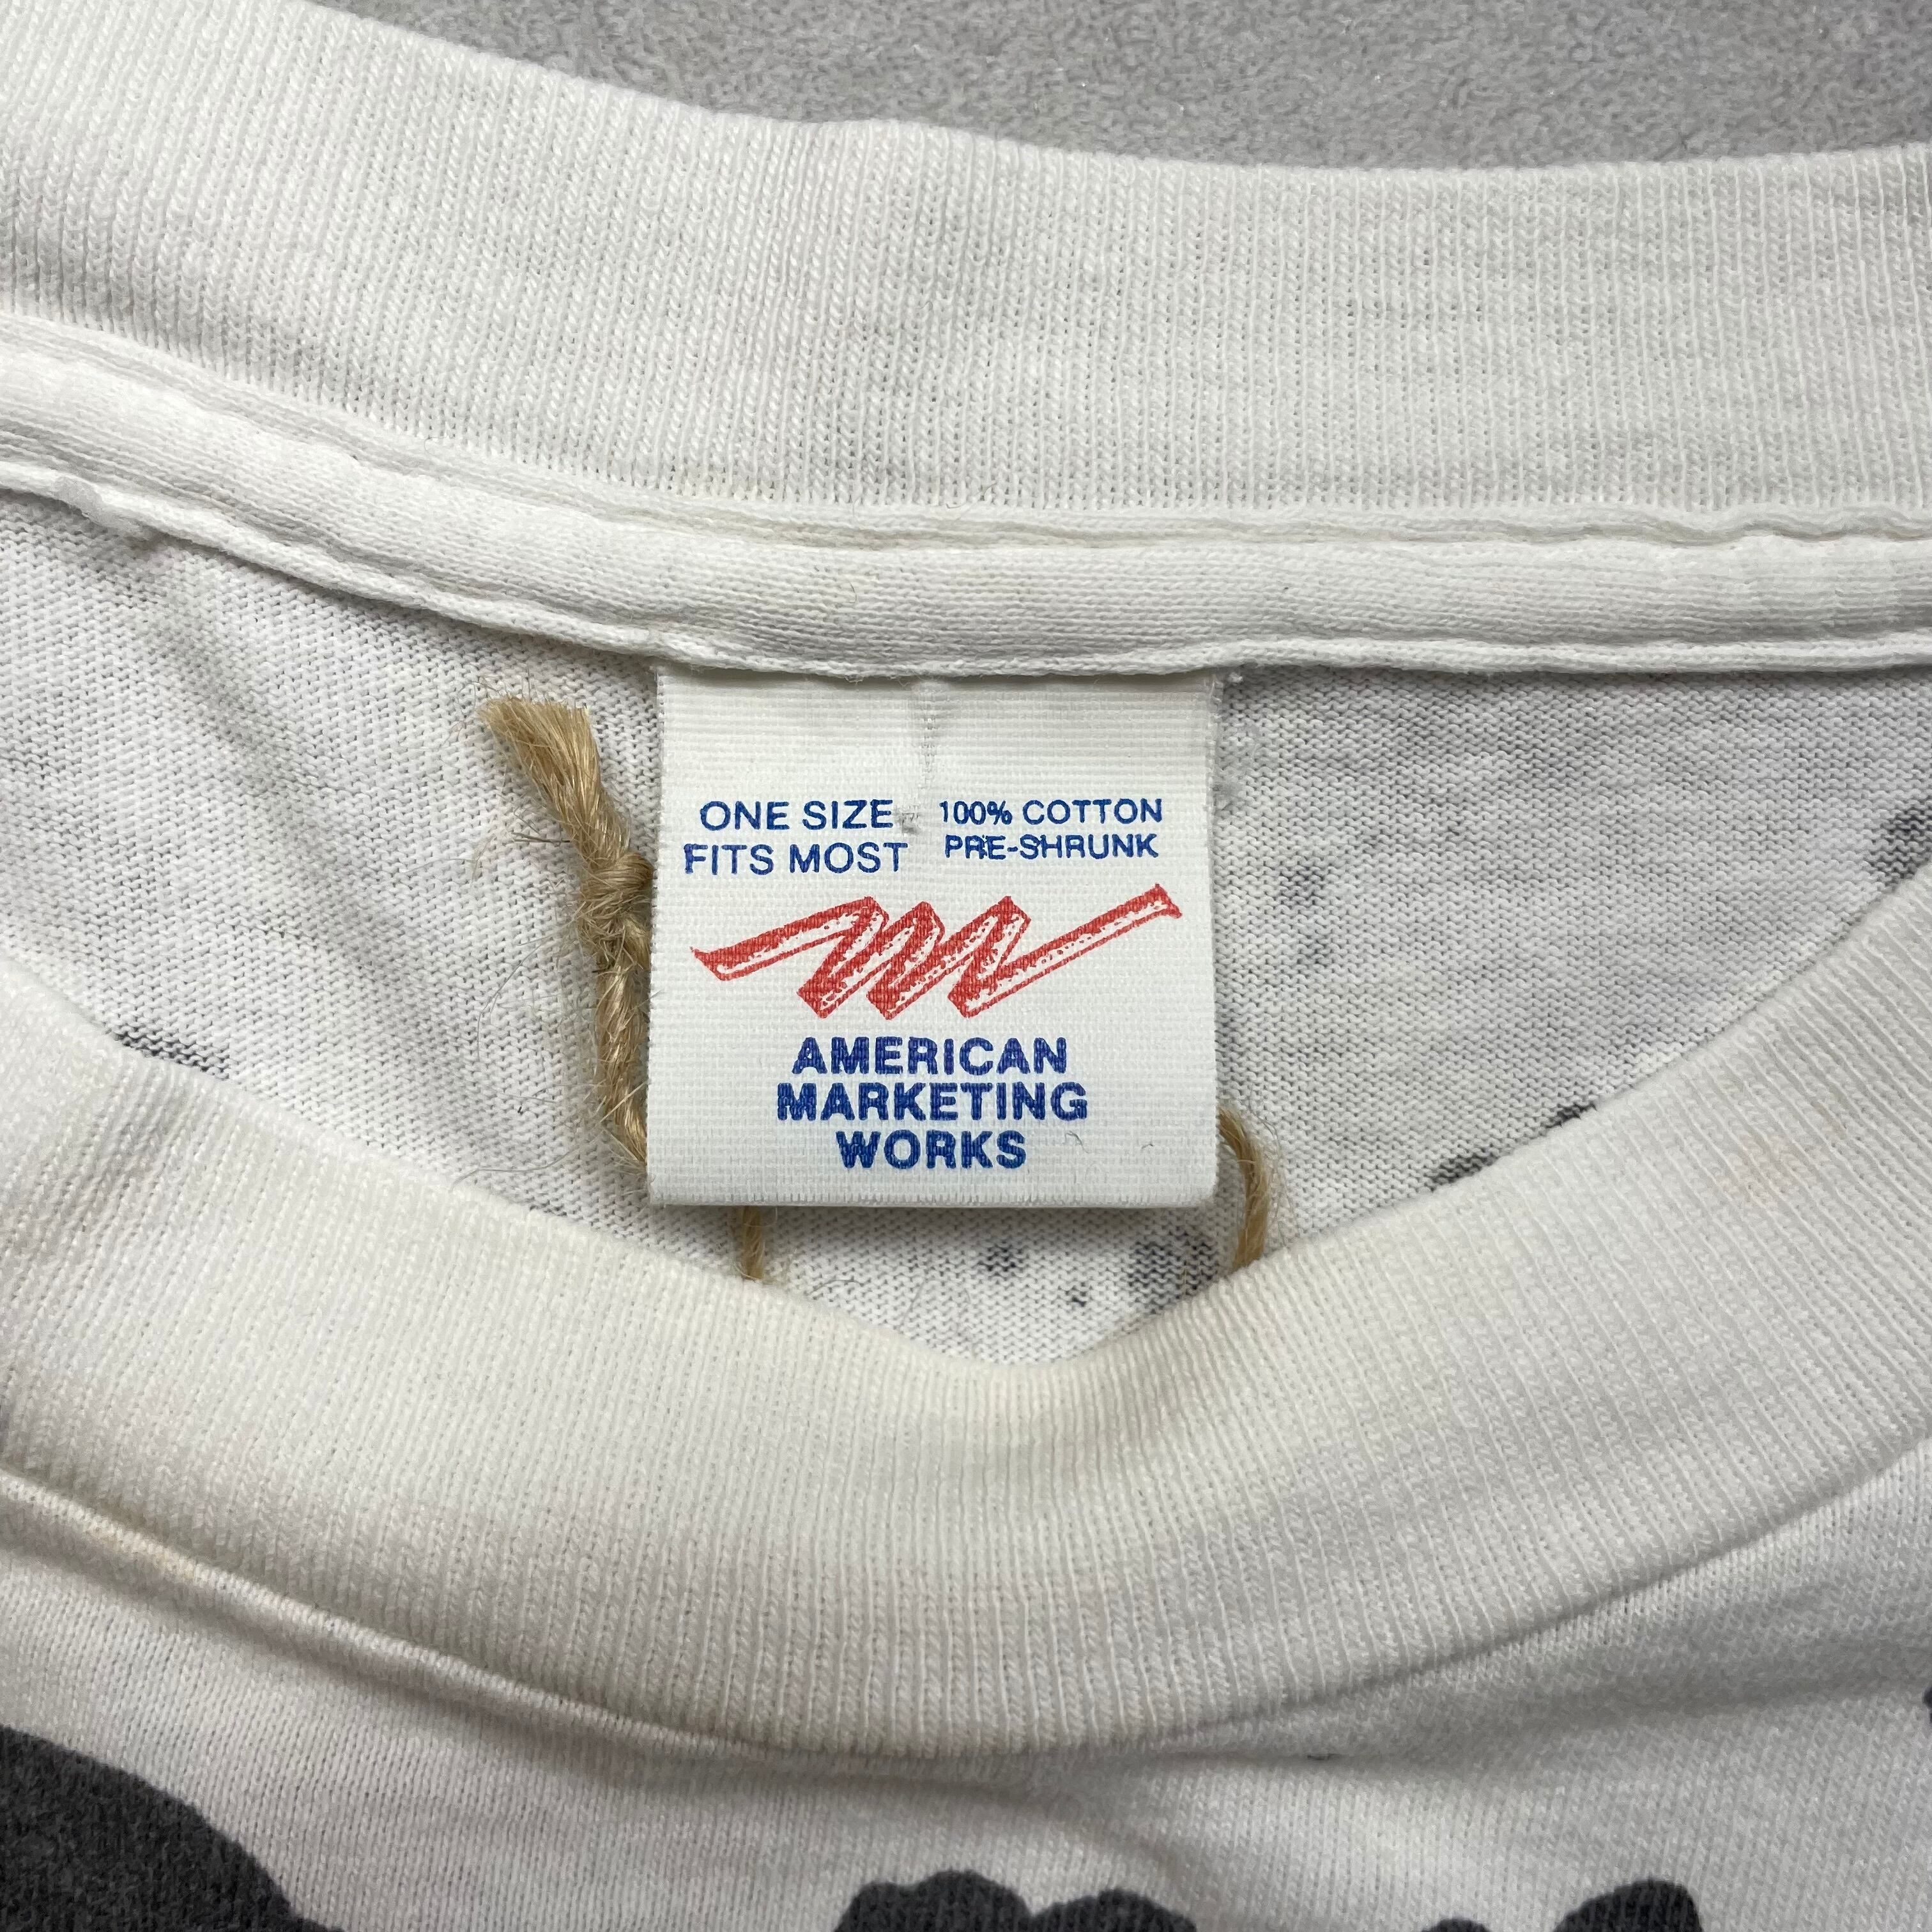 ONE SIZE
FITS MOST
100% COTTON
PRE-SHRUNK
AMERICAN
MARKETING
WORKS